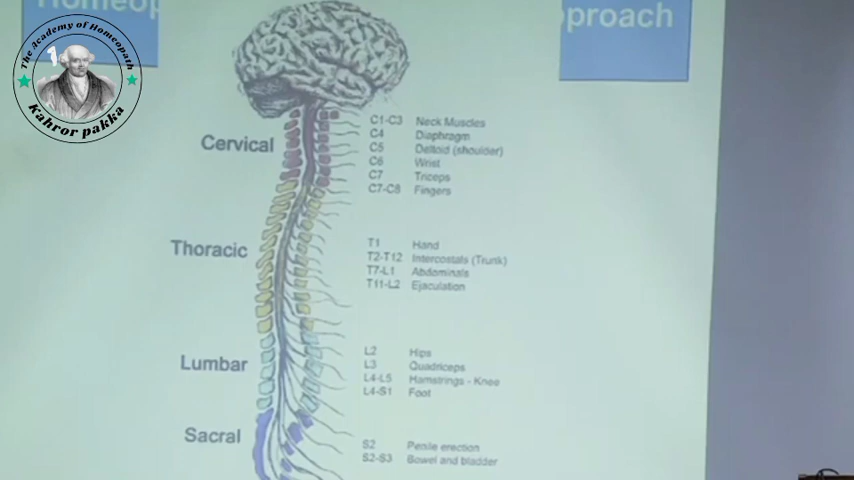 Homeop
proach
The Academy of Homeopath
Kahror pakka
Cervical
C1-C3 Neck Muscles
C4 Diaphragm
C5 Deltoid (shoulder)
C6 Wrist
C7 Triceps
C7-C8 Fingers
Thoracic
T1 Hand
T2-T12 Intercostals (Trunk)
T7-L1 Abdominals
T11-L2 Ejaculation
Lumbar
L2 Hips
L3 Quadriceps
L4-L5 Hamstrings - Knee
L4-S1 Foot
Sacral
S2 Penile erection
S2-S3 Bowel and bladder